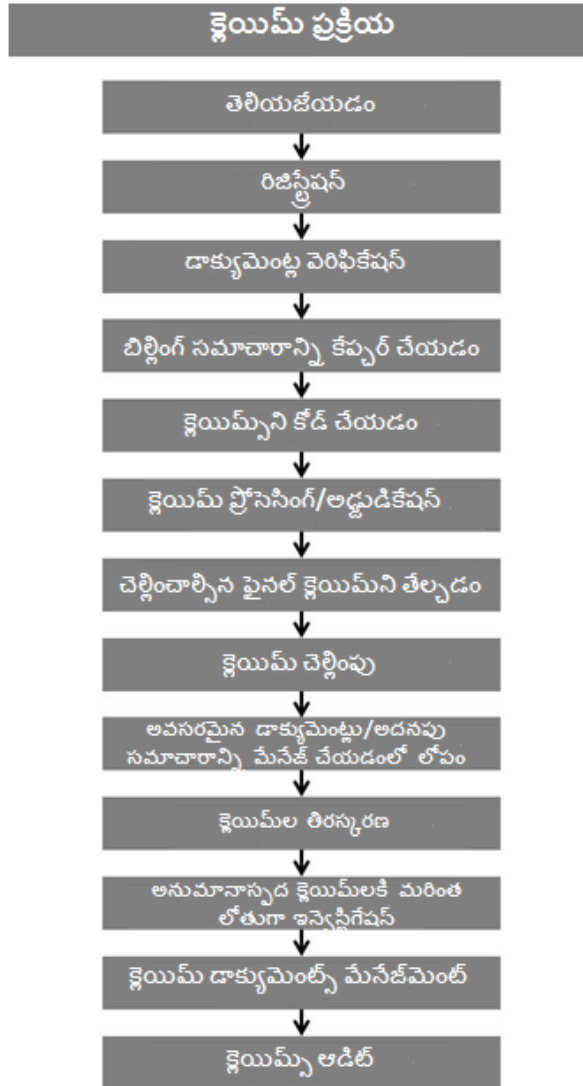 క్లెయిమ్ ప్రక్రియ
తెలియజేయడం
రిజిస్ట్రేషన్
డాక్యుమెంట్ల వెరిఫికేషన్
బిల్లింగ్ సమాచారాన్ని కేప్చర్ చేయడం
క్లెయిమ్స్‌ని కోడ్ చేయడం
క్లెయిమ్ ప్రోసెసింగ్/అడ్జుడికేషన్
చెల్లించాల్సిన ఫైనల్ క్లెయిమ్‌ని తేల్చడం
క్లెయిమ్ చెల్లింపు
అవసరమైన డాక్యుమెంట్లు/అదనపు
సమాచారాన్ని మేనేజ్ చేయడంలో లోపం
క్లెయిమ్‌ల తిరస్కరణ
అనుమానాస్పద క్లెయిమ్‌లకి మరింత
లోతుగా ఇన్వెస్టిగేషన్
క్లెయిమ్ డాక్యుమెంట్స్ మేనేజ్‌మెంట్
క్లెయిమ్స్ ఆడిట్